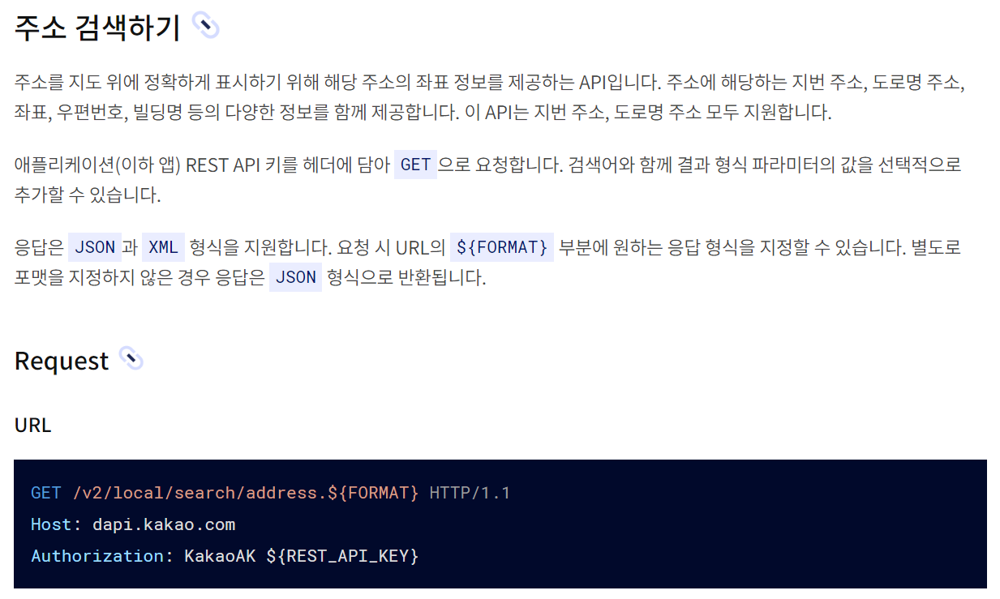 주소 검색하기
주소를 지도 위에 정확하게 표시하기 위해 해당 주소의 좌표 정보를 제공하는 API입니다. 주소에 해당하는 지번 주소, 도로명 주소,
좌표, 우편번호, 빌딩명 등의 다양한 정보를 함께 제공합니다. 이 API는 지번 주소, 도로명 주소 모두 지원합니다.
애플리케이션(이하 앱) REST API 키를 헤더에 담아 GET으로 요청합니다. 검색어와 함께 결과 형식 파라미터의 값을 선택적으로
추가할 수 있습니다.
응답은 JSON과 XML 형식을 지원합니다. 요청 시 URL의 ${FORMAT} 부분에 원하는 응답 형식을 지정할 수 있습니다. 별도로
포맷을 지정하지 않은 경우 응답은 JSON 형식으로 반환됩니다.
Request
URL
GET /v2/local/search/address.${FORMAT} HTTP/1.1
Host: dapi.kakao.com
Authorization: KakaoAK ${REST_API_KEY}